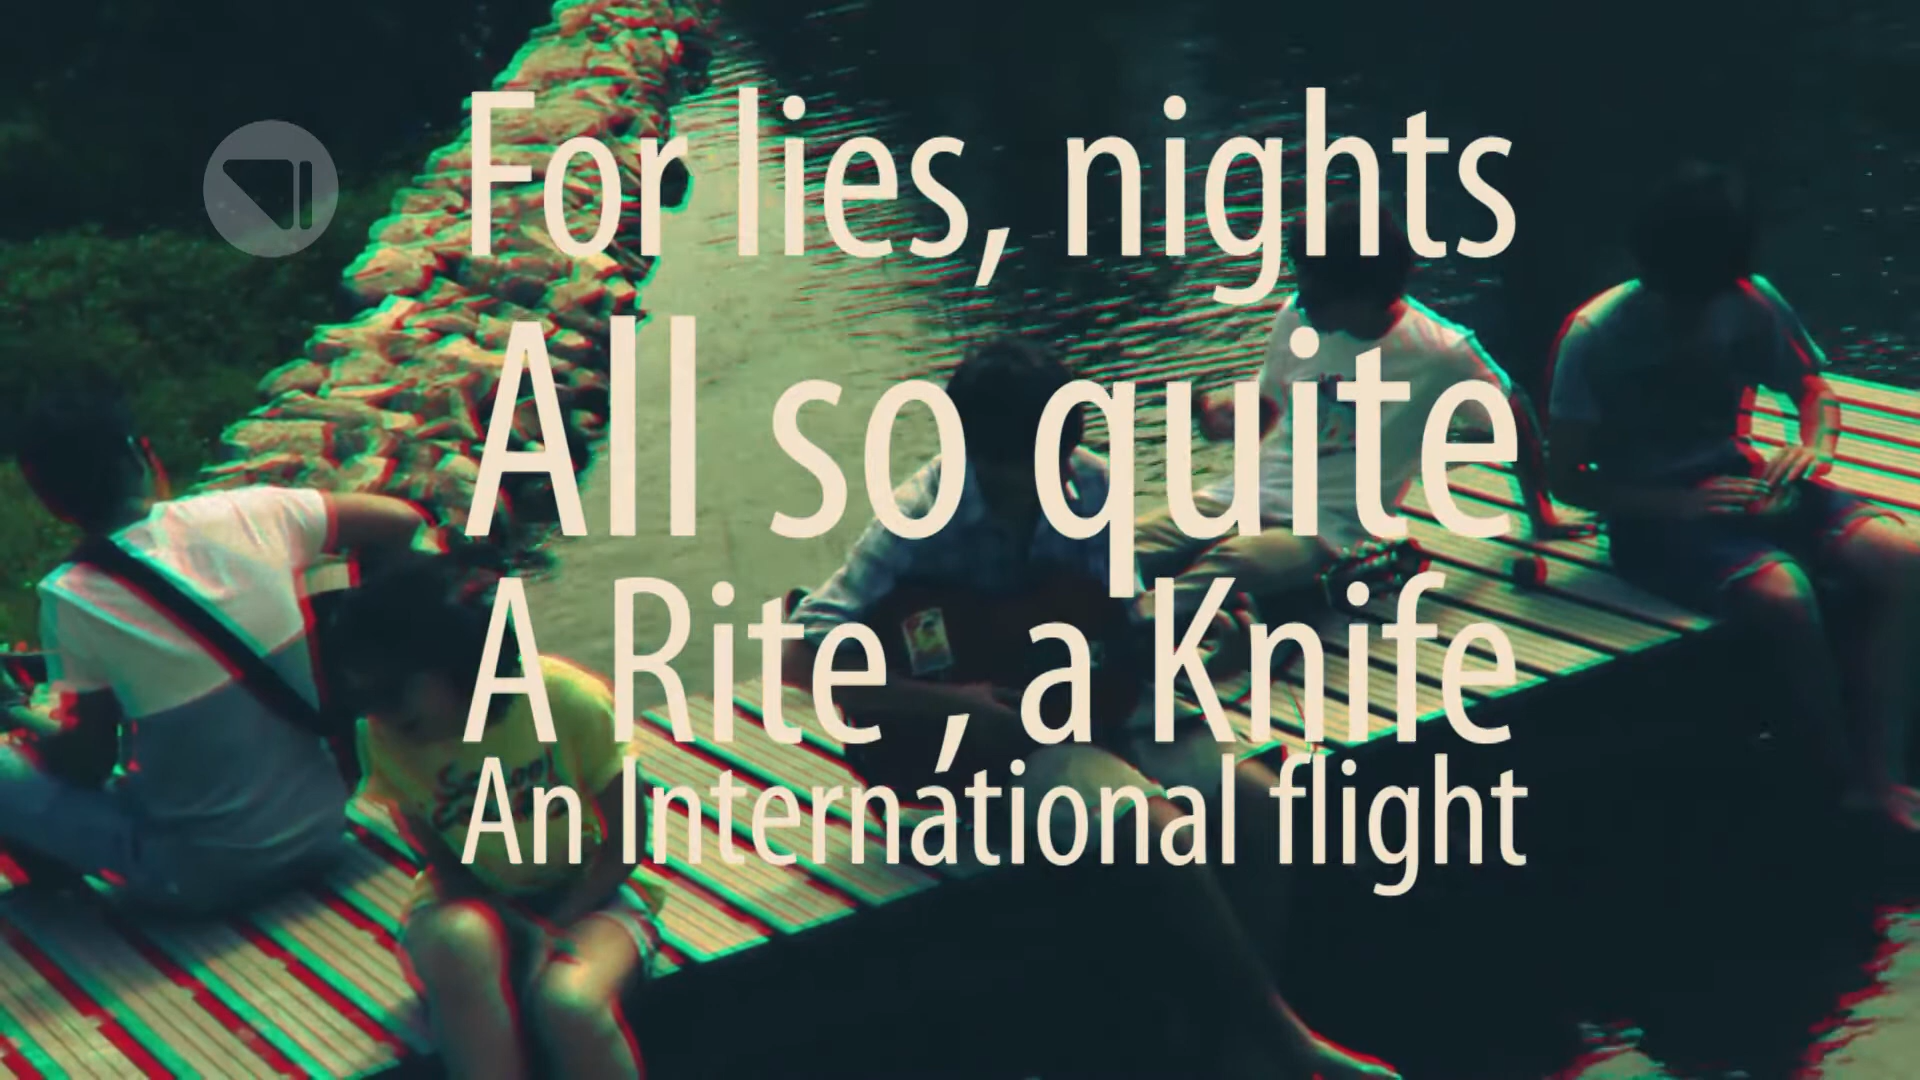 For lies, nights
All so quite
A Rite , a Knife
An International flight